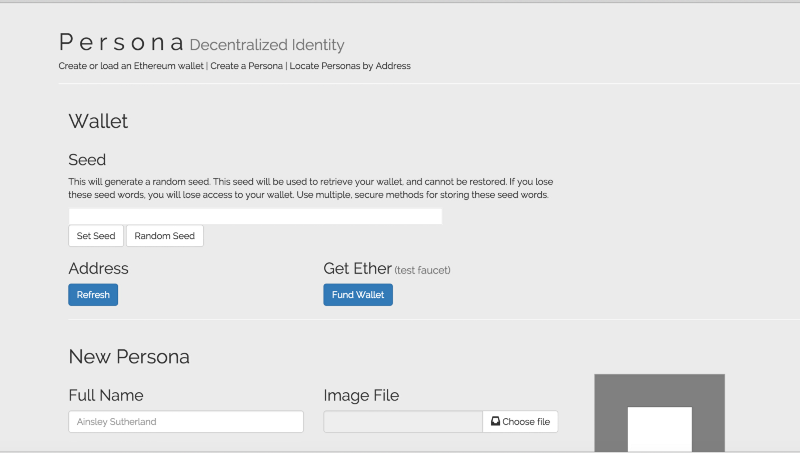 Persona Decentralized Identity
Create or load an Ethereum wallet | Create a Persona | Locate Personas by Address
Wallet
Seed
This will generate a random seed. This seed will be used to retrieve your wallet, and cannot be restored. If you lose
these seed words, you will lose access to your wallet. Use multiple, secure methods for storing these seed words.
Set Seed Random Seed
Address Get Ether (test faucet)
Refresh Fund Wallet
New Persona
Full Name Image File
Ainsley Sutherland Choose file